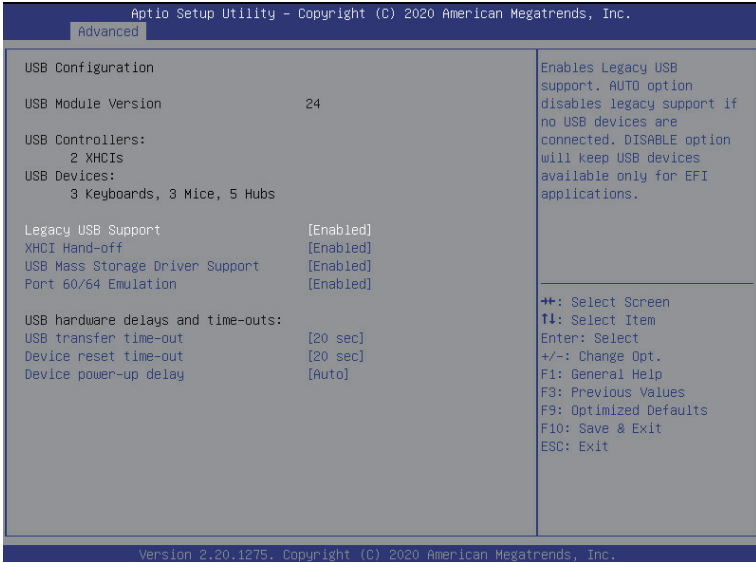 Aptio Setup Utility – Copyright (C) 2020 American Megatrends, Inc.
Advanced
USB Configuration
USB Module Version 24
USB Controllers:
2 XHCIs
USB Devices:
3 Keyboards, 3 Mice, 5 Hubs
Legacy USB Support [Enabled]
XHCI Hand-off [Enabled]
USB Mass Storage Driver Support [Enabled]
Port 60/64 Emulation [Enabled]
USB hardware delays and time-outs:
USB transfer time-out [20 sec]
Device reset time-out [20 sec]
Device power-up delay [Auto]
Enables Legacy USB
support. AUTO option
disables legacy support if
no USB devices are
connected. DISABLE option
will keep USB devices
available only for EFI
applications.
→←: Select Screen
↑↓: Select Item
Enter: Select
+/-: Change Opt.
F1: General Help
F3: Previous Values
F9: Optimized Defaults
F10: Save & Exit
ESC: Exit
Version 2.20.1275. Copyright (C) 2020 American Megatrends, Inc.